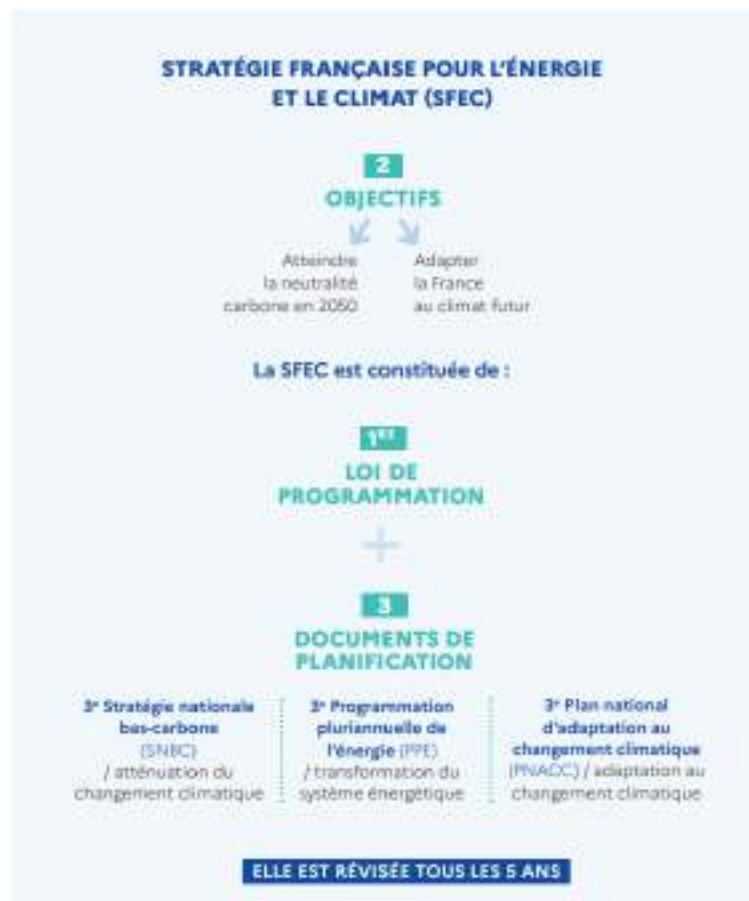 STRATÉGIE FRANÇAISE POUR L'ÉNERGIE
ET LE CLIMAT (SFEC)
2
OBJECTIFS
Atteindre
la neutralité
carbone en 2050
Adapter
la France
au climat futur
La SFEC est constituée de :
1RE
LOI DE
PROGRAMMATION
+
3
DOCUMENTS DE
PLANIFICATION
3e Stratégie nationale
bas-carbone
(SNBC)
/ atténuation du
changement climatique
3e Programmation
pluriannuelle de
l'énergie (PPE)
/ transformation du
système énergétique
3e Plan national
d'adaptation au
changement climatique
(PNACC) / adaptation au
changement climatique
ELLE EST RÉVISÉE TOUS LES 5 ANS